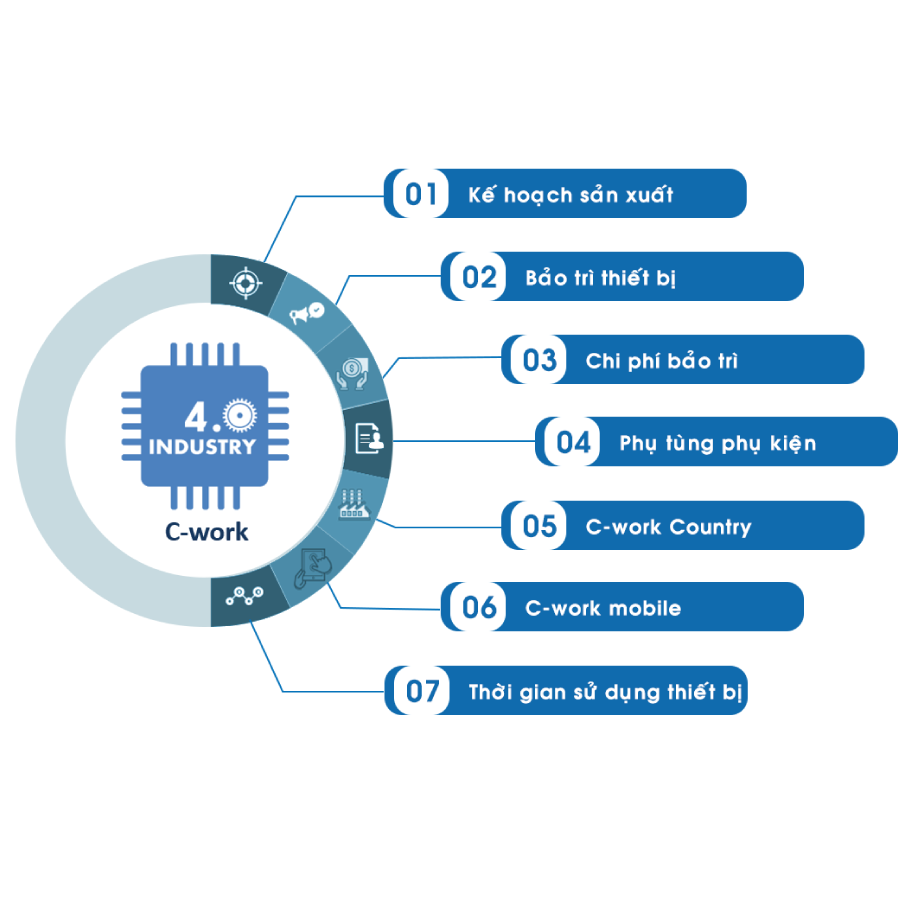 01 Kế hoạch sản xuất
02 Bảo trì thiết bị
03 Chi phí bảo trì
4.0
INDUSTRY
C-work
04 Phụ tùng phụ kiện
05 C-work Country
06 C-work mobile
07 Thời gian sử dụng thiết bị